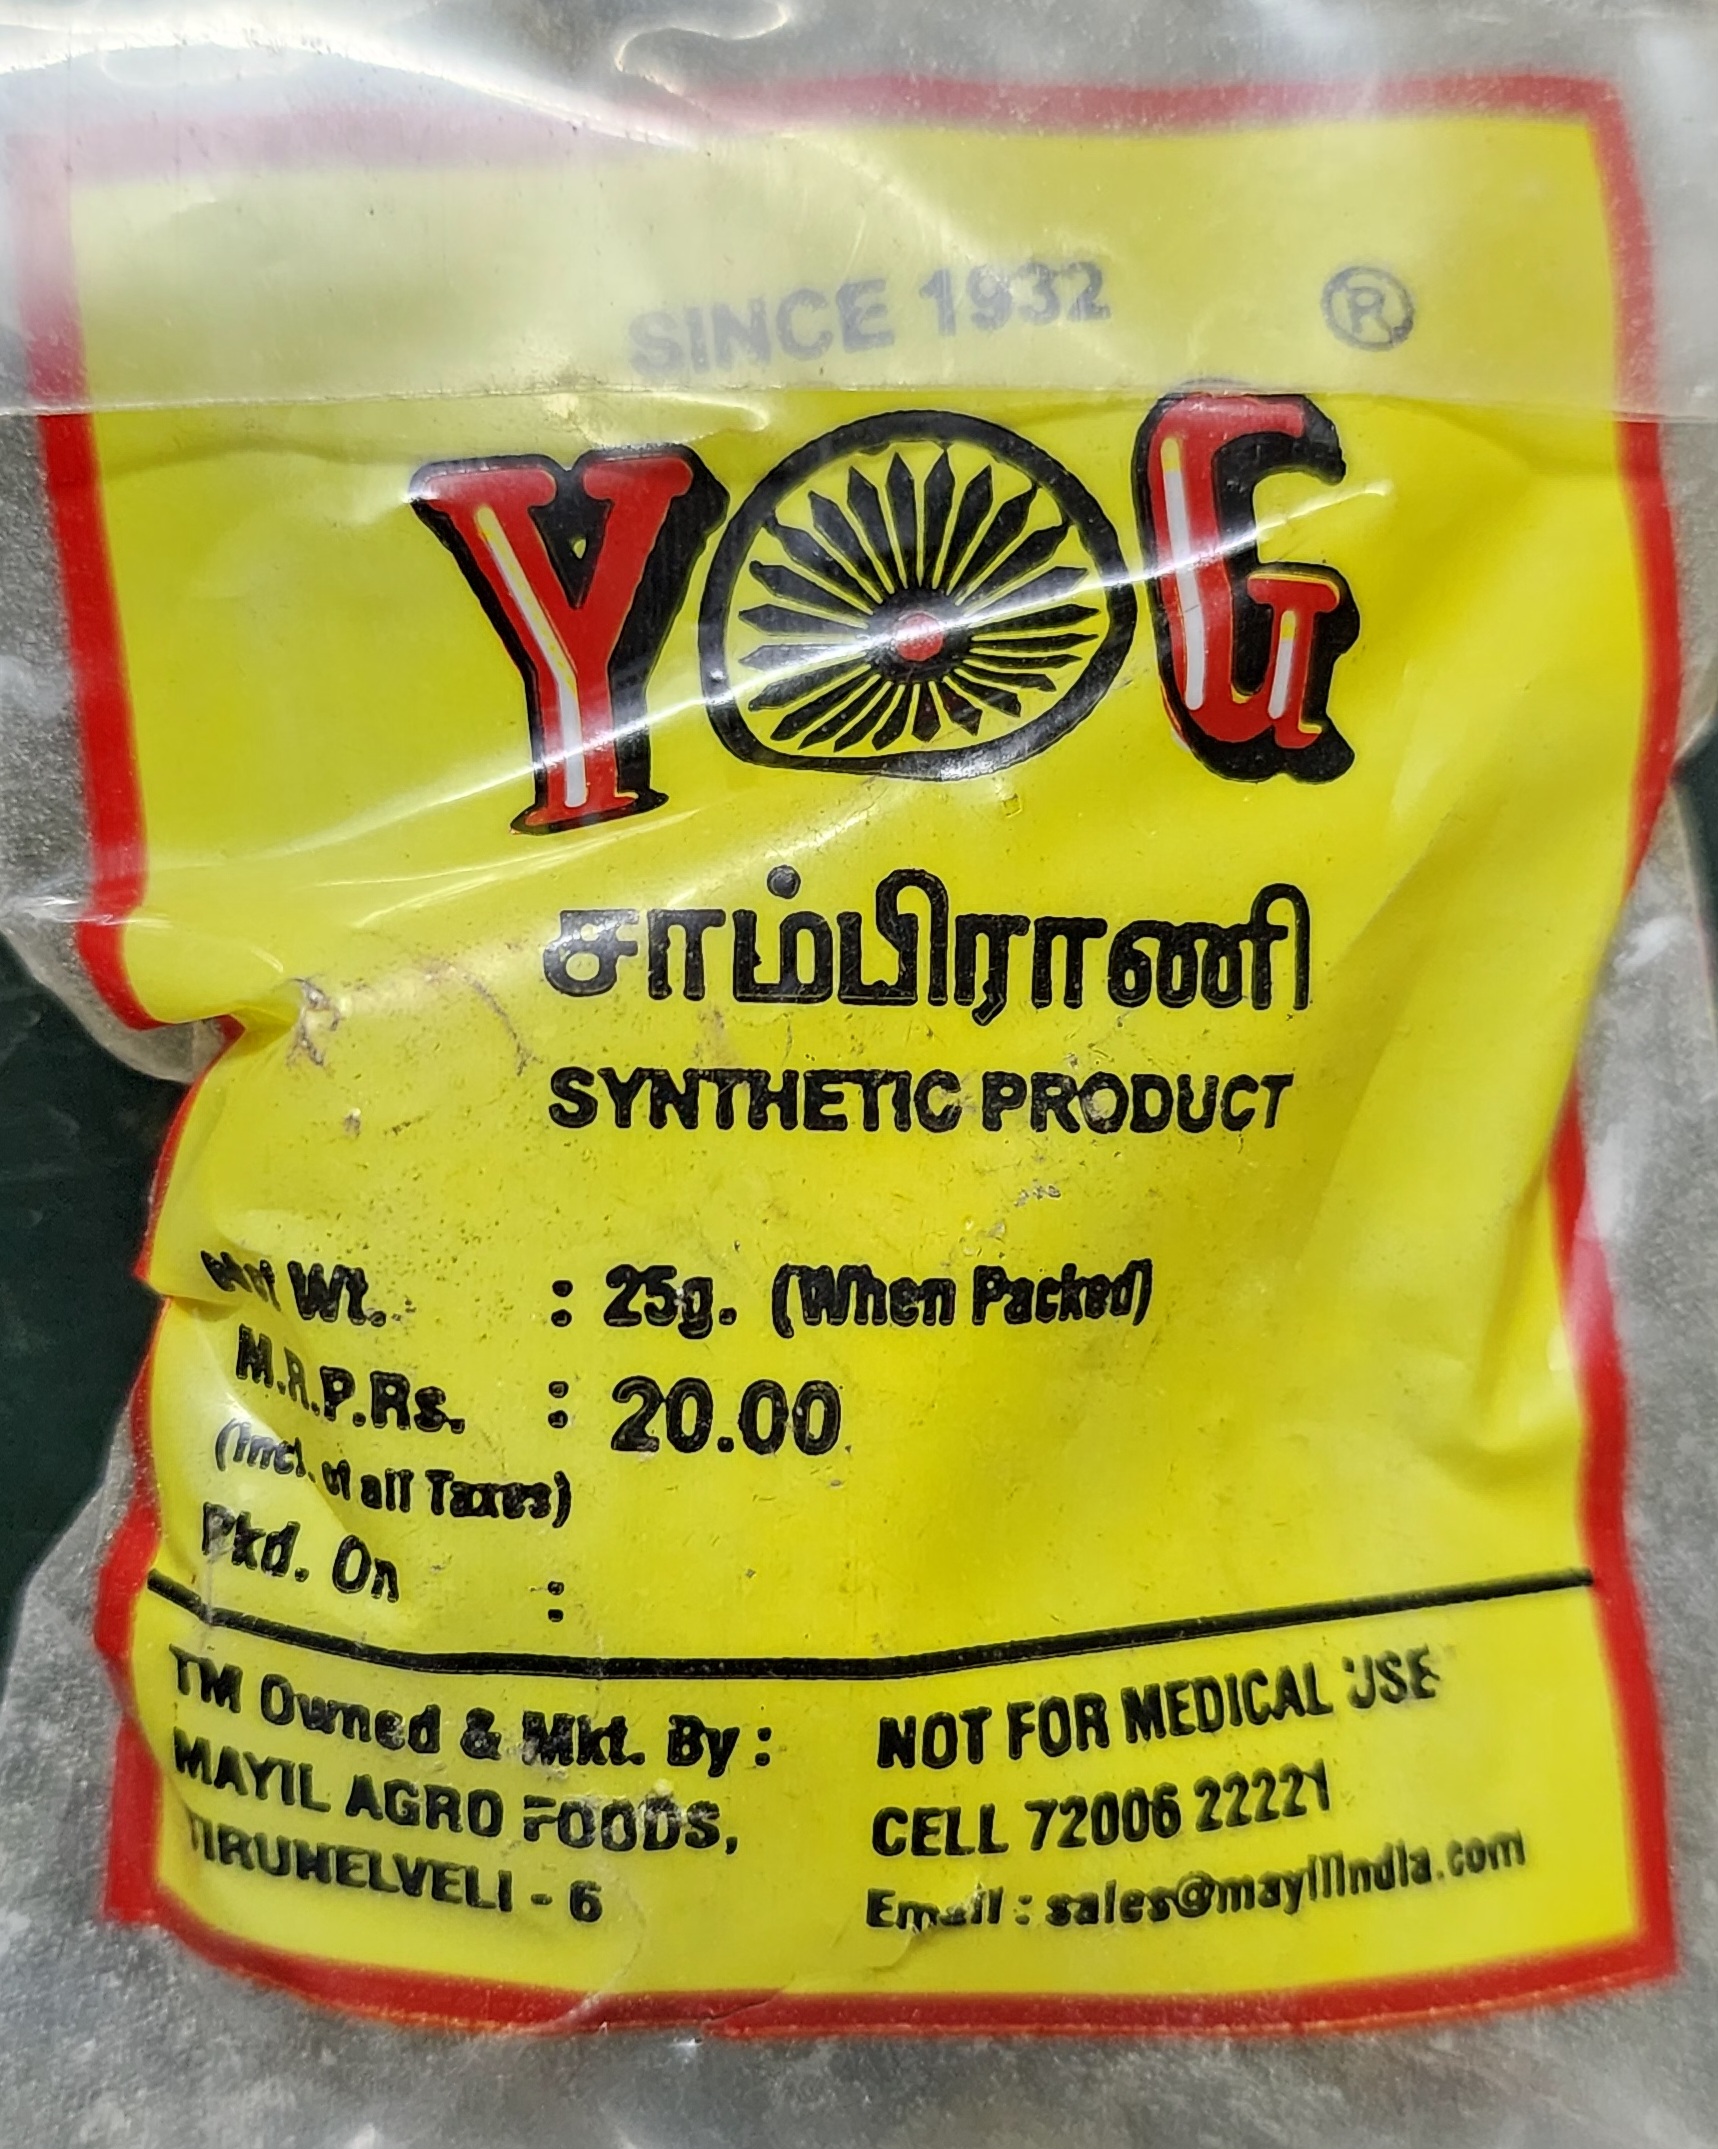 SINCE 1932 ®
YOG
சாம்பிராணி
SYNTHETIC PRODUCT
Net Wt. : 25g. (When Packed)
M.R.P.Rs. : 20.00
(Incl. of all Taxes)
Pkd. On :
TM Owned & Mkt. By :
MAYIL AGRO FOODS,
TIRUNELVELI - 6
NOT FOR MEDICAL USE
CELL 72006 22221
Email : sales@mayilindia.com